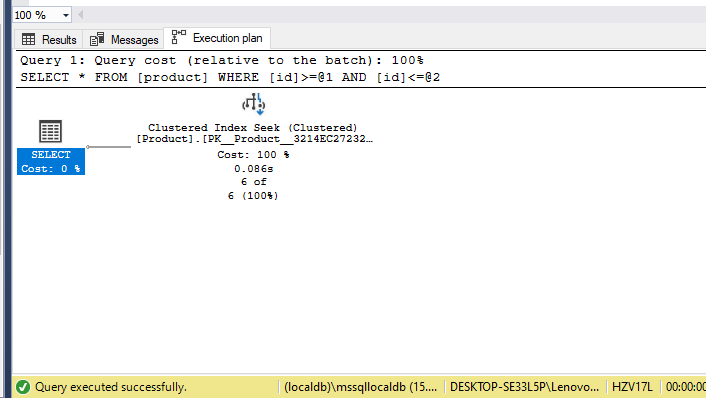 100 %
Results Messages Execution plan
Query 1: Query cost (relative to the batch): 100%
SELECT * FROM [product] WHERE [id]>=@1 AND [id]<=@2
Clustered Index Seek (Clustered)
[Product].[PK__Product__3214EC27232…
SELECT
Cost: 0 %
Cost: 100 %
0.086s
6 of
6 (100%)
Query executed successfully.
(localdb)\mssqllocaldb (15.... DESKTOP-SE33L5P\Lenovo... HZV17L 00:00:00